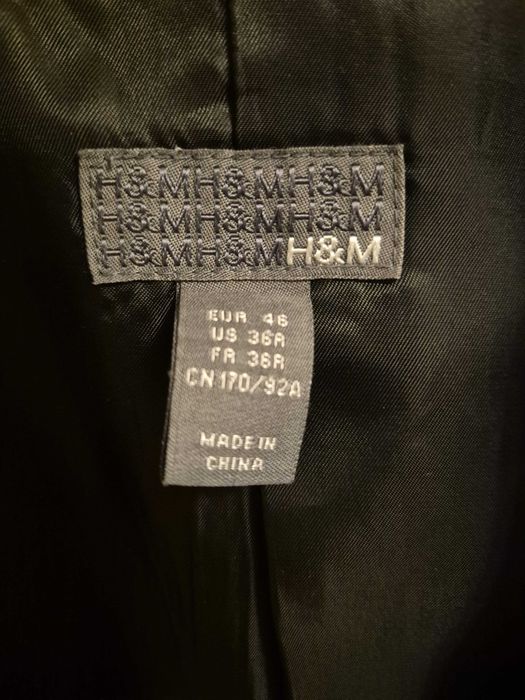 H&MH&MH&M
H&MH&MH&M
H&MH&MH&M
EUR 46
US 36R
FR 36R
CN 170/92A
MADE IN
CHINA